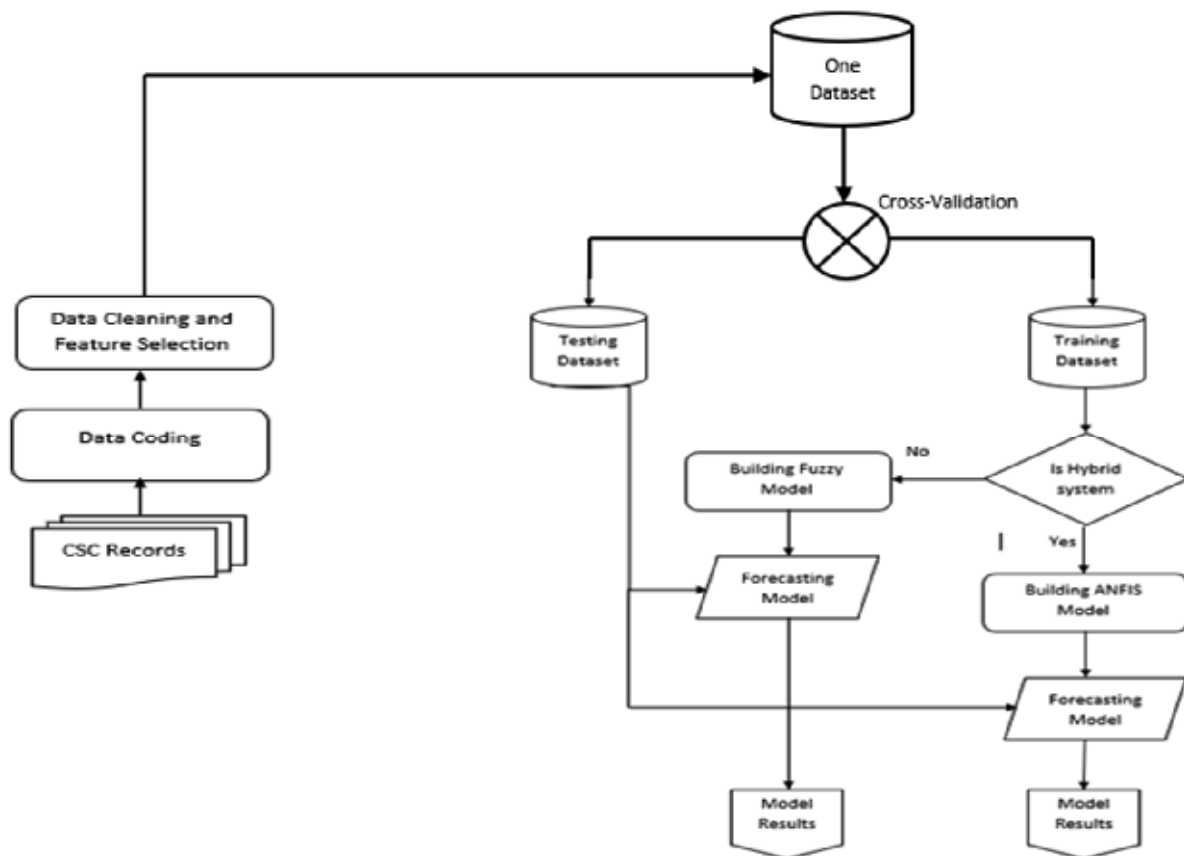 One
Dataset
Cross-Validation
Data Cleaning and
Feature Selection
Testing
Dataset
Training
Dataset
Data Coding
No
Building Fuzzy
Model
Is Hybrid
system
CSC Records
Yes
Forecasting
Model
Building ANFIS
Model
Forecasting
Model
Model
Results
Model
Results